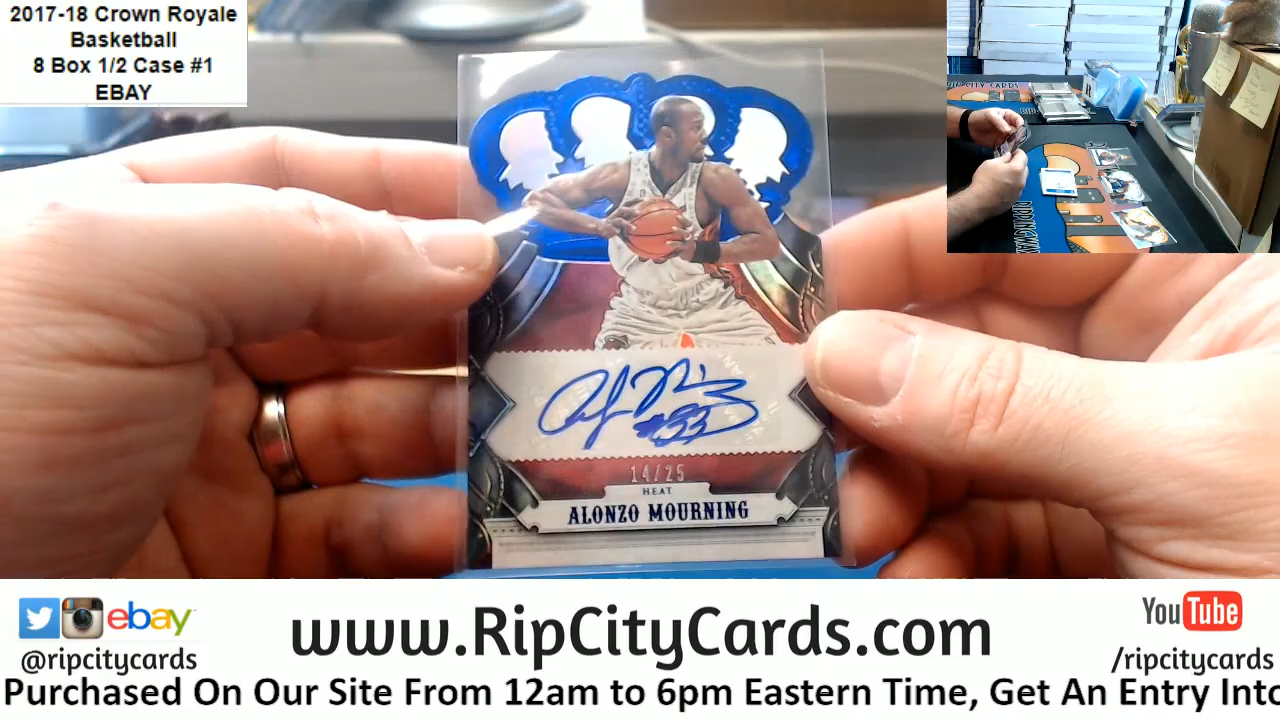 2017-18 Crown Royale
Basketball
8 Box 1/2 Case #1
EBAY
RIP CITY CARDS
#33
14/25
HEAT
ALONZO MOURNING
ebay
@ripcitycards
www.RipCityCards.com
YouTube
/ripcitycards
Purchased On Our Site From 12am to 6pm Eastern Time, Get An Entry Into